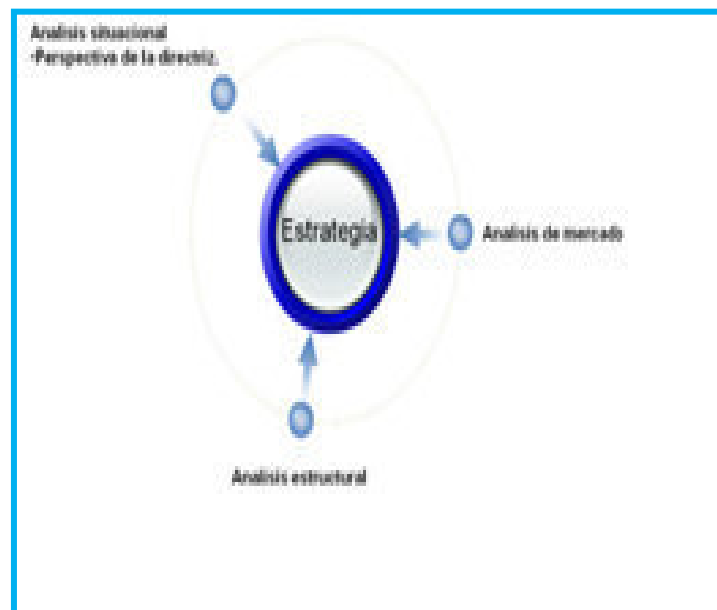 Analisis situacional
•Perspectiva de la directriz.
Estrategia
Analisis de mercado
Analisis estructural